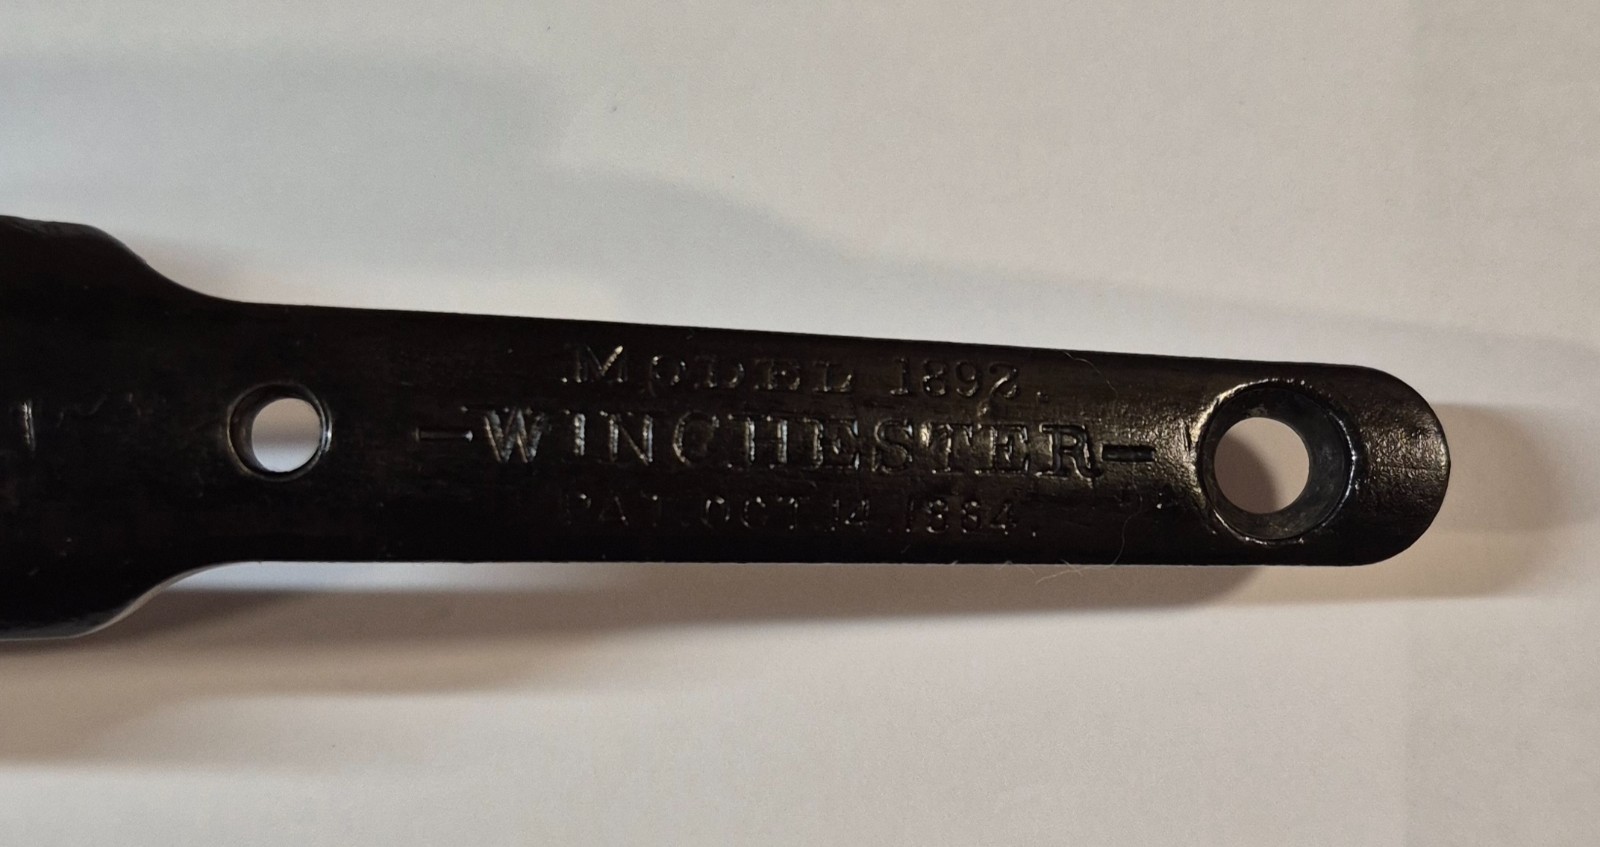 MODEL 1892.
-WINCHESTER-
PAT. OCT. 14. 1884.